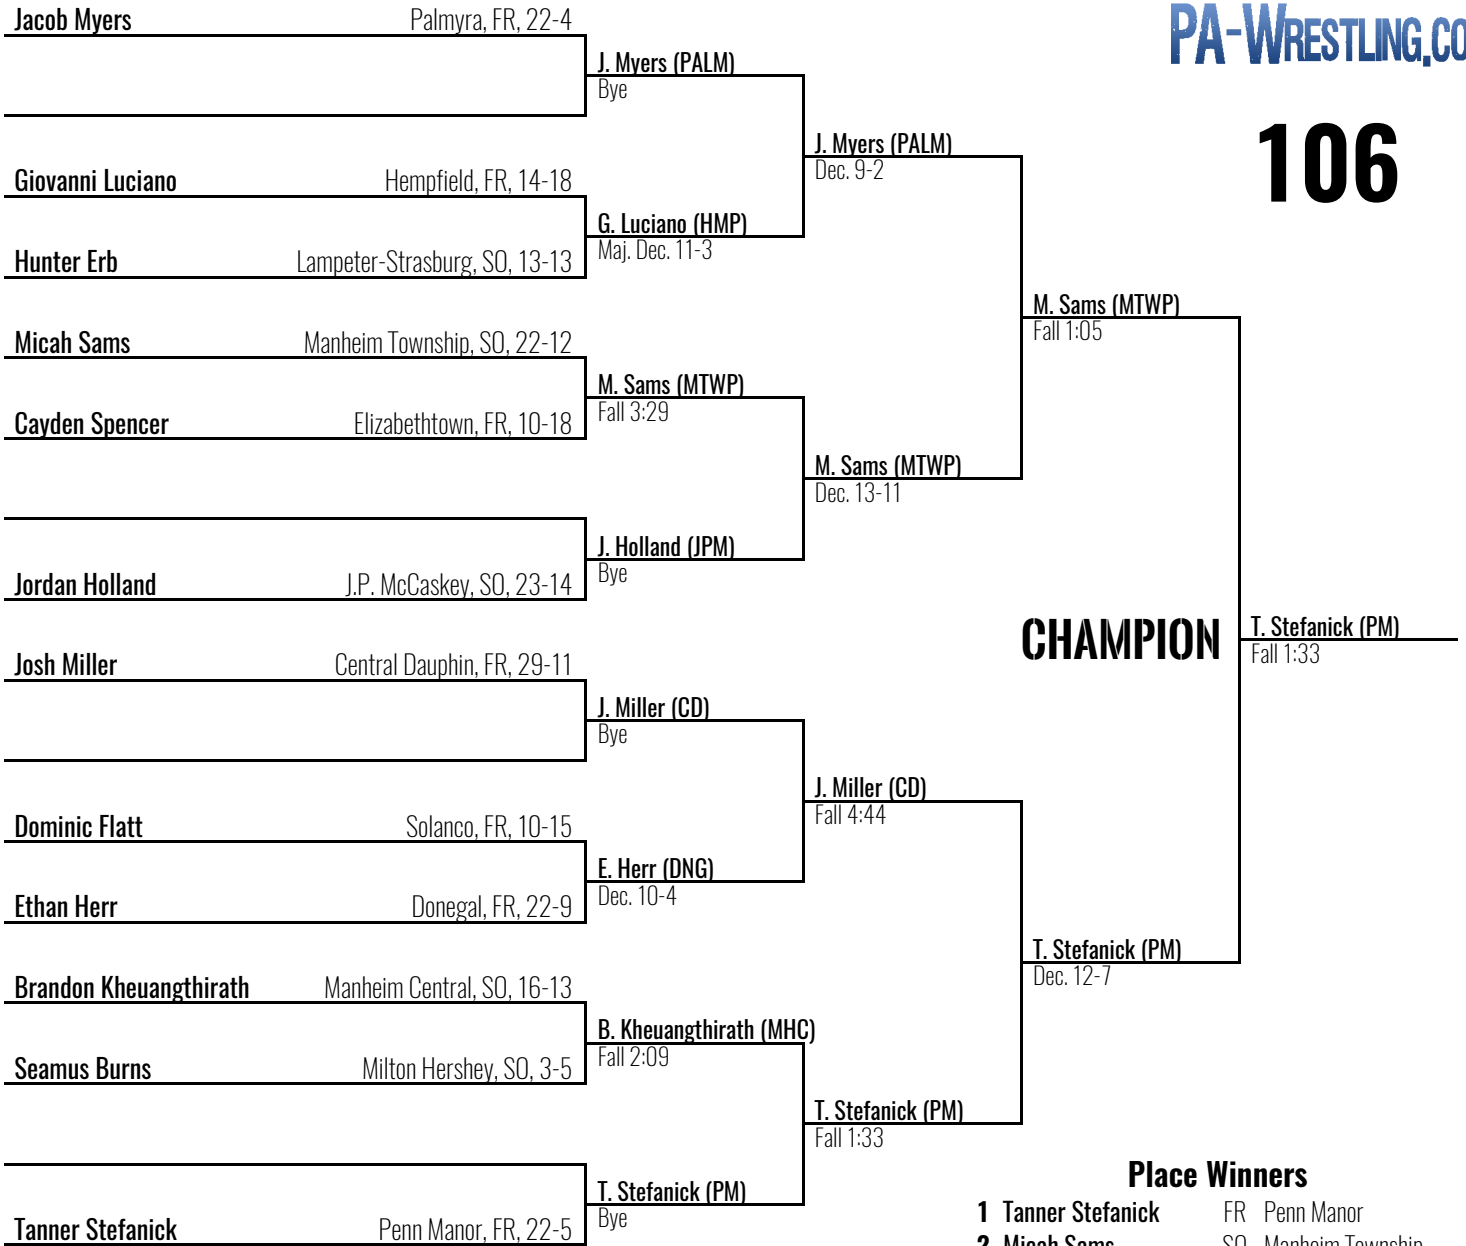 Jacob Myers Palmyra, FR, 22-4
PA-WRESTLING.CO
J. Myers (PALM)
Bye
106
J. Myers (PALM)
Dec. 9-2
Giovanni Luciano Hempfield, FR, 14-18
G. Luciano (HMP)
Maj. Dec. 11-3
Hunter Erb Lampeter-Strasburg, SO, 13-13
M. Sams (MTWP)
Fall 1:05
Micah Sams Manheim Township, SO, 22-12
M. Sams (MTWP)
Fall 3:29
Cayden Spencer Elizabethtown, FR, 10-18
M. Sams (MTWP)
Dec. 13-11
J. Holland (JPM)
Bye
Jordan Holland J.P. McCaskey, SO, 23-14
CHAMPION
T. Stefanick (PM)
Fall 1:33
Josh Miller Central Dauphin, FR, 29-11
J. Miller (CD)
Bye
J. Miller (CD)
Fall 4:44
Dominic Flatt Solanco, FR, 10-15
E. Herr (DNG)
Dec. 10-4
Ethan Herr Donegal, FR, 22-9
T. Stefanick (PM)
Dec. 12-7
Brandon Kheuangthirath Manheim Central, SO, 16-13
B. Kheuangthirath (MHC)
Fall 2:09
Seamus Burns Milton Hershey, SO, 3-5
T. Stefanick (PM)
Fall 1:33
T. Stefanick (PM)
Bye
Tanner Stefanick Penn Manor, FR, 22-5
Place Winners
1 Tanner Stefanick FR Penn Manor
2 Micah Sams SO Manheim Township